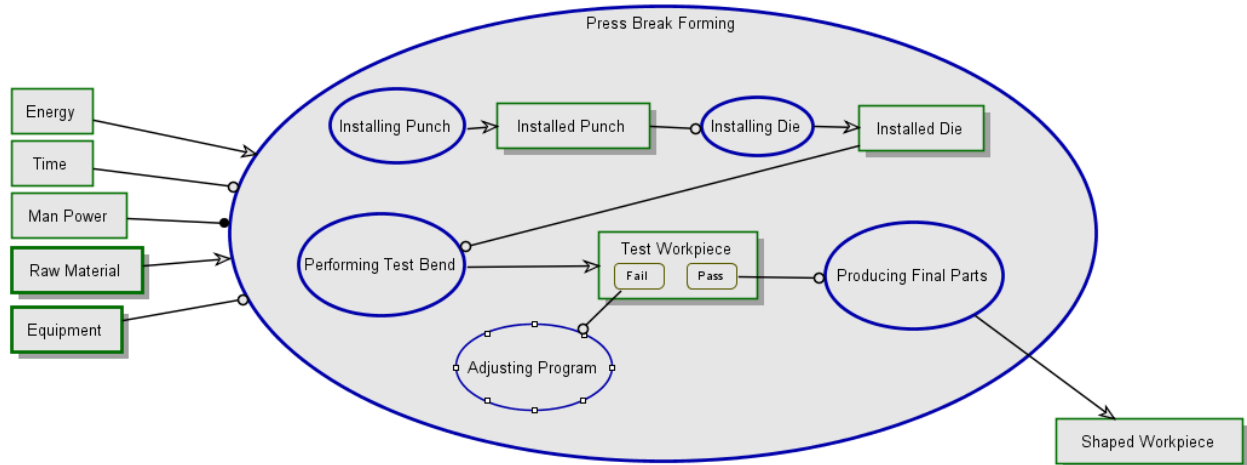 Press Break Forming
Energy
Time
Man Power
Raw Material
Equipment
Installing Punch
Installed Punch
Installing Die
Installed Die
Performing Test Bend
Test Workpiece
Fail
Pass
Producing Final Parts
Adjusting Program
Shaped Workpiece